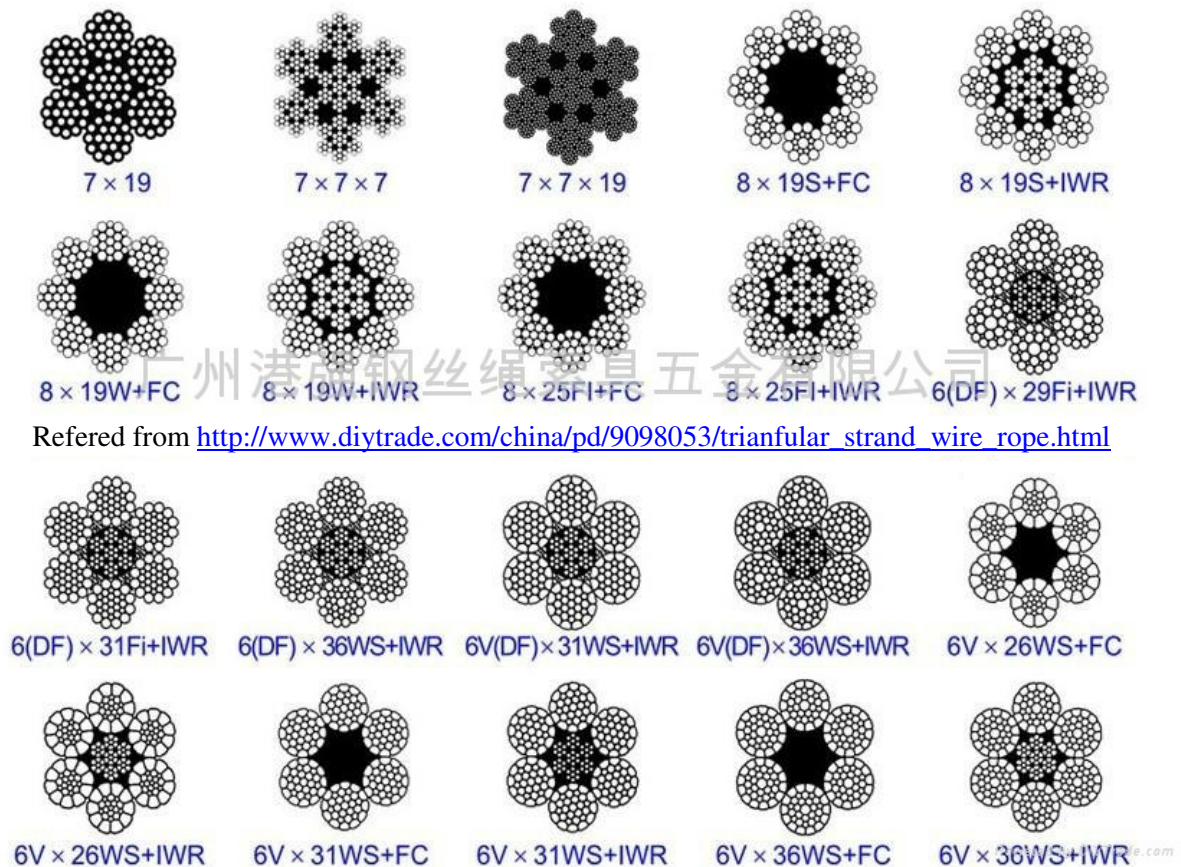 7 × 19 7 × 7 × 7 7 × 7 × 19 8 × 19S+FC 8 × 19S+IWR
8 × 19W+FC 8 × 19W+IWR 8 × 25FI+FC 8 × 25FI+IWR 6(DF) × 29Fi+IWR
Refered from http://www.diytrade.com/china/pd/9098053/trianfular_strand_wire_rope.html
6(DF) × 31Fi+IWR 6(DF) × 36WS+IWR 6V(DF)×31WS+IWR 6V(DF)×36WS+IWR 6V × 26WS+FC
6V × 26WS+IWR 6V × 31WS+FC 6V × 31WS+IWR 6V × 36WS+FC 6V ×